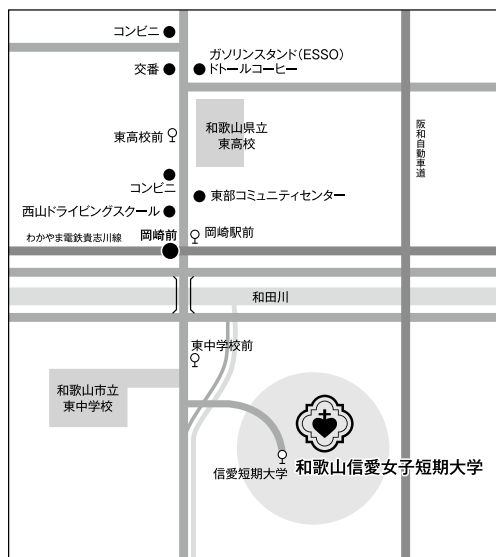 コンビニ
交番
ガソリンスタンド(ESSO)
ドトールコーヒー
和歌山県立
東高校
東高校前
阪和自動車道
コンビニ
東部コミュニティセンター
西山ドライビングスクール
わかやま電鉄貴志川線
岡崎前
岡崎駅前
和田川
東中学校前
和歌山市立
東中学校
信愛短期大学
和歌山信愛女子短期大学